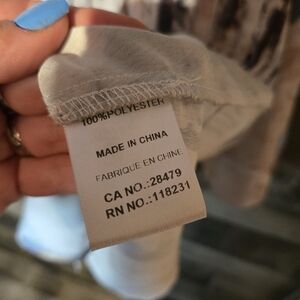 100%POLYESTER
MADE IN CHINA
FABRIQUE EN CHINE
CA NO.:28479
RN NO.:118231